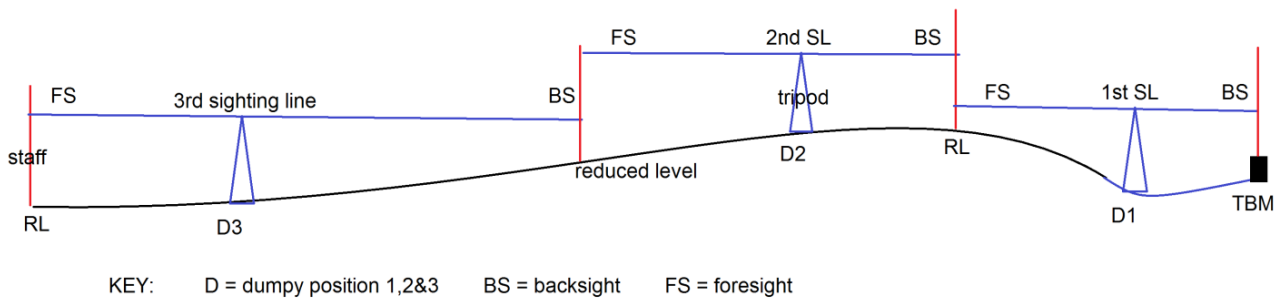 FS 2nd SL BS
FS 3rd sighting line BS tripod FS 1st SL BS
staff
reduced level D2 RL
RL D3 D1 TBM
KEY: D = dumpy position 1,2&3 BS = backsight FS = foresight